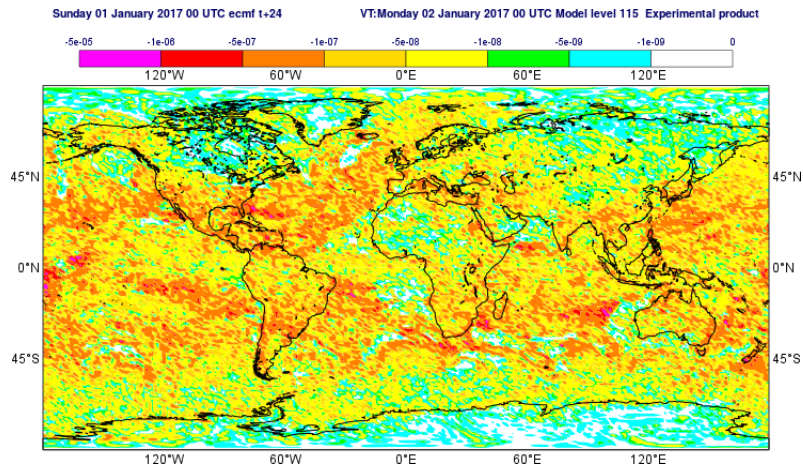 Sunday 01 January 2017 00 UTC ecmf t+24 VT:Monday 02 January 2017 00 UTC Model level 115 Experimental product
-5e-05 -1e-06 -5e-07 -1e-07 -5e-08 -1e-08 -5e-09 -1e-09 0
120°W 60°W 0°E 60°E 120°E
45°N 45°N
0°N 0°N
45°S 45°S
120°W 60°W 0°E 60°E 120°E